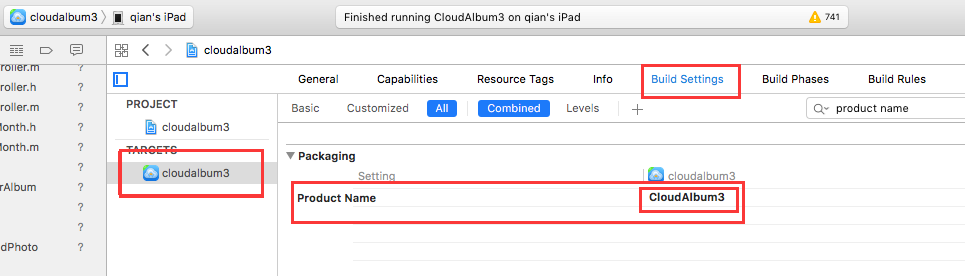 cloudalbum3 qian's iPad Finished running CloudAlbum3 on qian's iPad 741
cloudalbum3
roller.h ?
General Capabilities Resource Tags Info Build Settings Build Phases Build Rules
roller.m ?
PROJECT
Basic Customized All Combined Levels + product name
Month.h ?
cloudalbum3
Month.m ?
TARGETS
Packaging
?
cloudalbum3
Setting cloudalbum3
rAlbum ?
Product Name CloudAlbum3
?
?
dPhoto ?